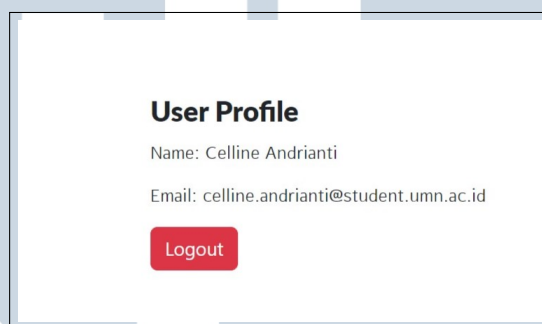 User Profile
Name: Celline Andrianti
Email: celline.andrianti@student.umn.ac.id
Logout